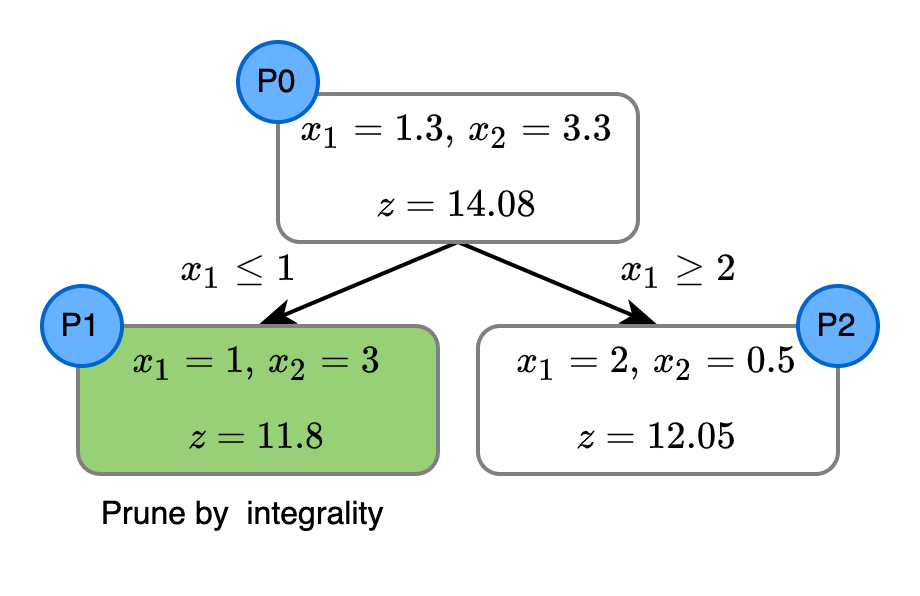 P0
x₁ = 1.3, x₂ = 3.3
z = 14.08
x₁ ≤ 1
x₁ ≥ 2
P1
x₁ = 1, x₂ = 3
z = 11.8
P2
x₁ = 2, x₂ = 0.5
z = 12.05
Prune by  integrality